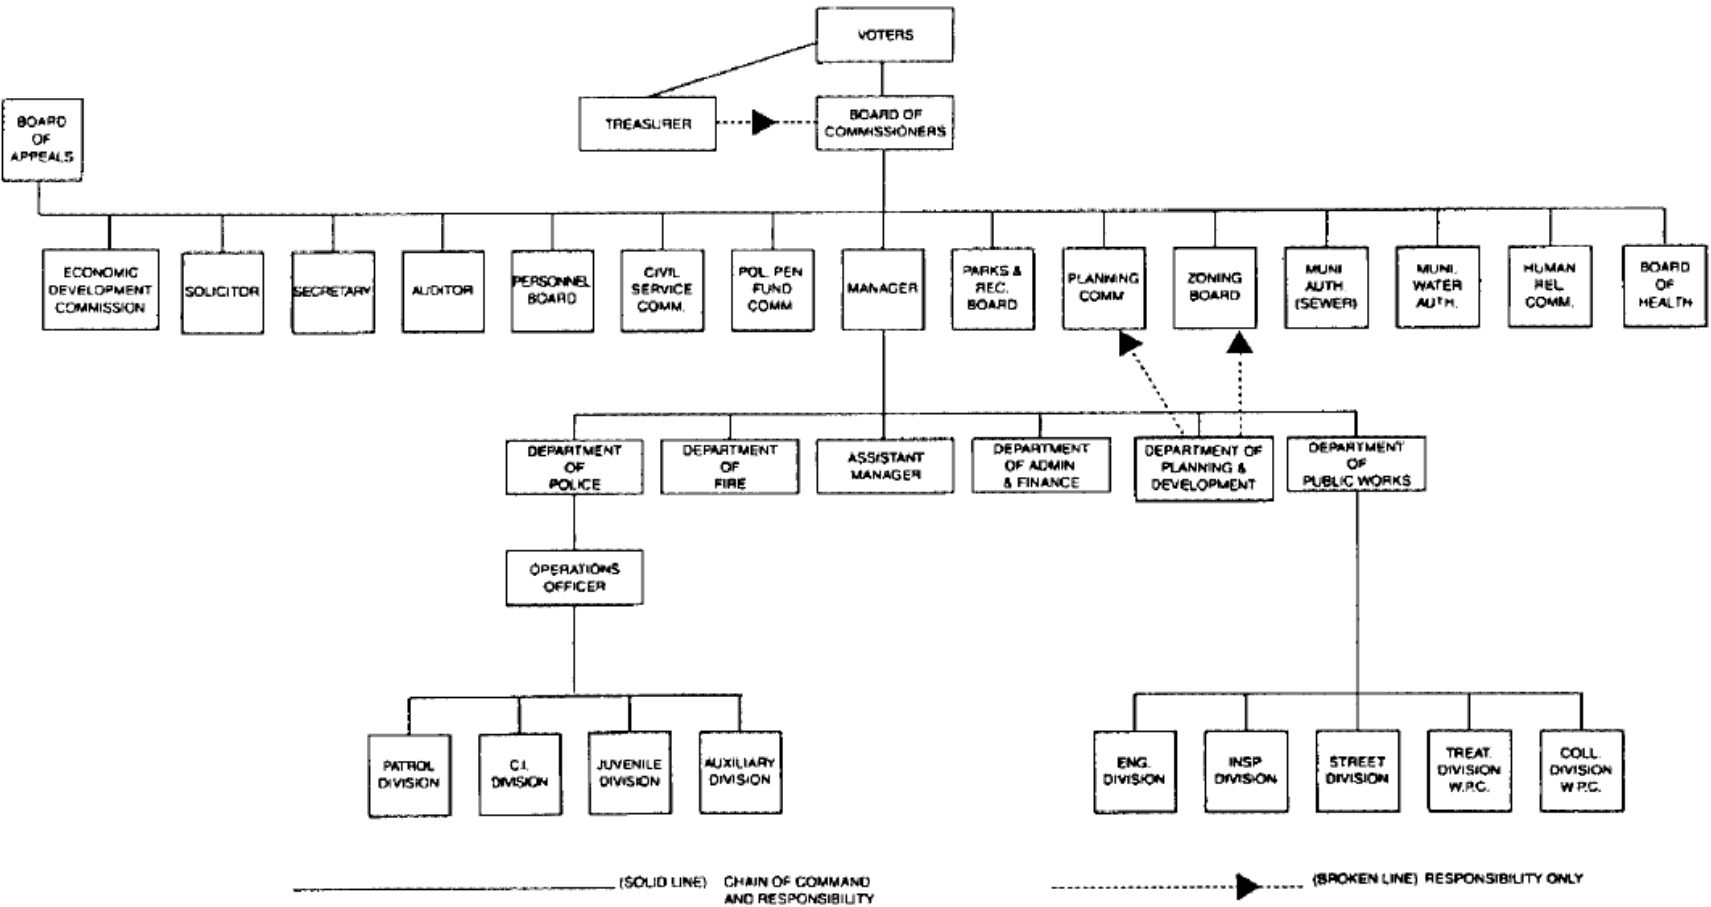 VOTERS
TREASURER
BOARD OF
COMMISSIONERS
BOARD
OF
APPEALS
ECONOMIC
DEVELOPMENT
COMMISSION
SOLICITOR
SECRETARY
AUDITOR
PERSONNEL
BOARD
CIVIL
SERVICE
COMM.
POL. PEN
FUND
COMM
MANAGER
PARKS &
REC.
BOARD
PLANNING
COMM
ZONING
BOARD
MUNI
AUTH.
(SEWER)
MUNI.
WATER
AUTH.
HUMAN
REL.
COMM.
BOARD
OF
HEALTH
DEPARTMENT
OF
POLICE
DEPARTMENT
OF
FIRE
ASSISTANT
MANAGER
DEPARTMENT
OF ADMIN
& FINANCE
DEPARTMENT OF
PLANNING &
DEVELOPMENT
DEPARTMENT
OF
PUBLIC WORKS
OPERATIONS
OFFICER
PATROL
DIVISION
C.I.
DIVISION
JUVENILE
DIVISION
AUXILIARY
DIVISION
ENG.
DIVISION
INSP
DIVISION
STREET
DIVISION
TREAT.
DIVISION
W.P.C.
COLL.
DIVISION
W.P.C.
(SOLID LINE) CHAIN OF COMMAND
AND RESPONSIBILITY
(BROKEN LINE) RESPONSIBILITY ONLY